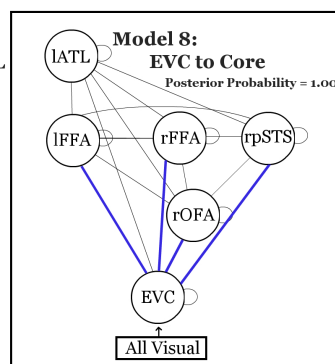 Model 8:
EVC to Core
Posterior Probability = 1.00
lATL
lFFA
rFFA
rpSTS
rOFA
EVC
All Visual